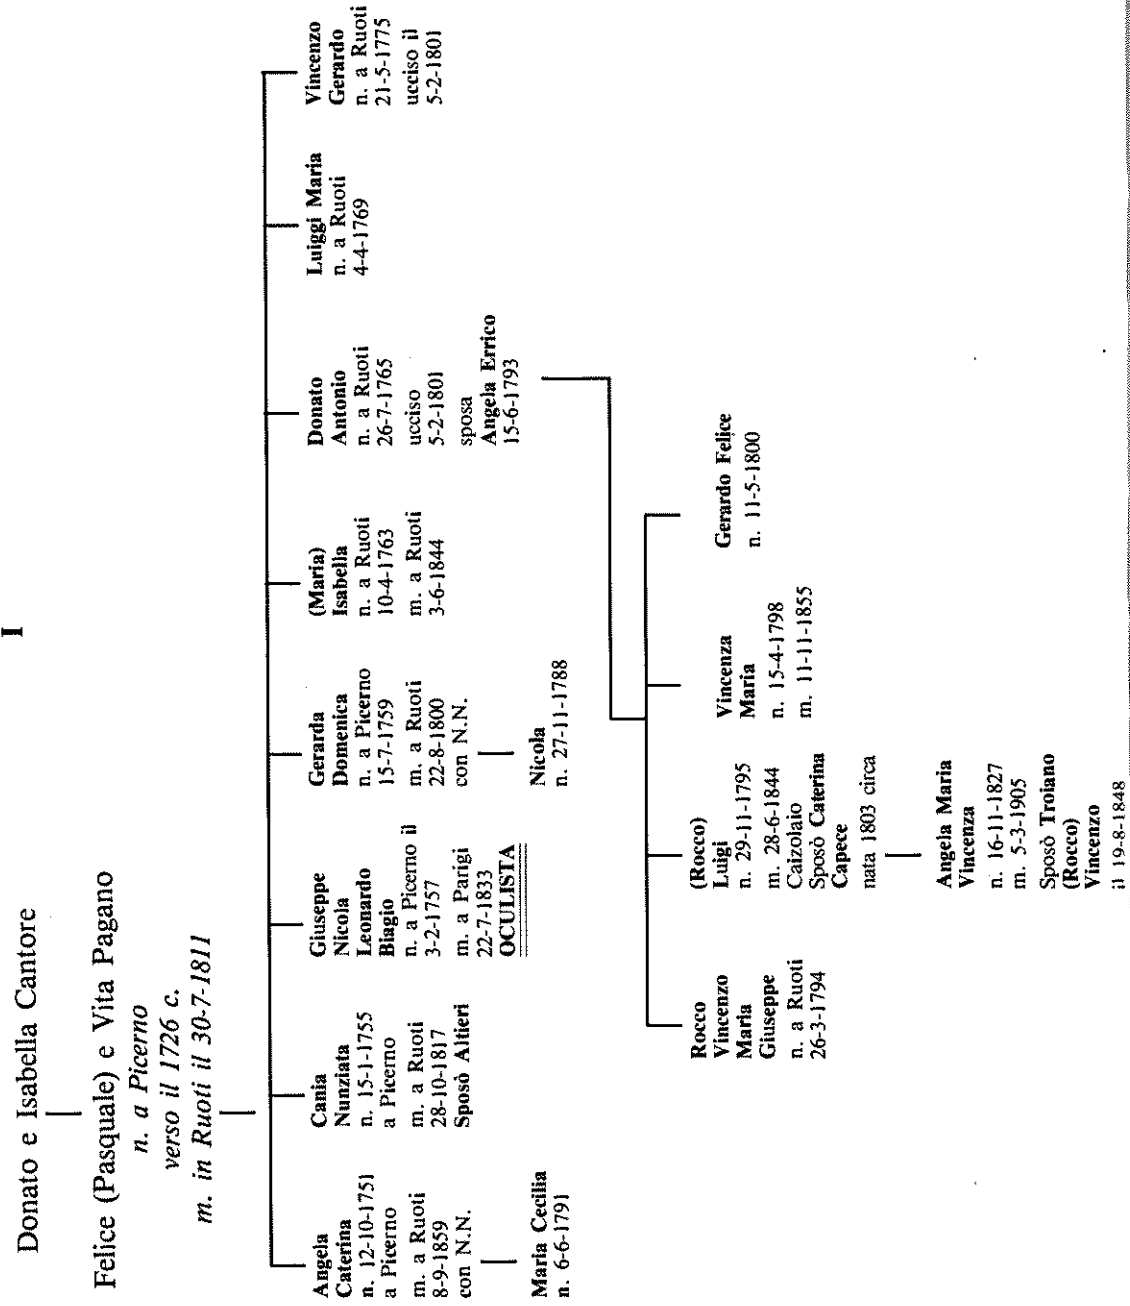 I
Donato e Isabella Cantore
Felice (Pasquale) e Vita Pagano
n. a Picerno
verso il 1726 c.
m. in Ruoti il 30-7-1811
Angela
Caterina
n. 12-10-1751
a Picerno
m. a Ruoti
8-9-1859
con N.N.
Maria Cecilia
n. 6-6-1791
Cania
Nunziata
n. 15-1-1755
a Picerno
m. a Ruoti
28-10-1817
Sposò Altieri
Giuseppe
Nicola
Leonardo
Biagio
n. a Picerno il
3-2-1757
m. a Parigi
22-7-1833
OCULISTA
Gerarda
Domenica
n. a Picerno
15-7-1759
m. a Ruoti
22-8-1800
con N.N.
Nicola
n. 27-11-1788
(Maria)
Isabella
n. a Ruoti
10-4-1763
m. a Ruoti
3-6-1844
Donato
Antonio
n. a Ruoti
26-7-1765
ucciso
5-2-1801
sposa
Angela Errico
15-6-1793
Luiggi Maria
n. a Ruoti
4-4-1769
Vincenzo
Gerardo
n. a Ruoti
21-5-1775
ucciso il
5-2-1801
Rocco
Vincenzo
Maria
Giuseppe
n. a Ruoti
26-3-1794
(Rocco)
Luigi
n. 29-11-1795
m. 28-6-1844
Caizolaio
Sposò Caterina
Capece
nata 1803 circa
Angela Maria
Vincenza
n. 16-11-1827
m. 5-3-1905
Sposò Troiano
(Rocco)
Vincenzo
il 19-8-1848
Vincenza
Maria
n. 15-4-1798
m. 11-11-1855
Gerardo Felice
n. 11-5-1800